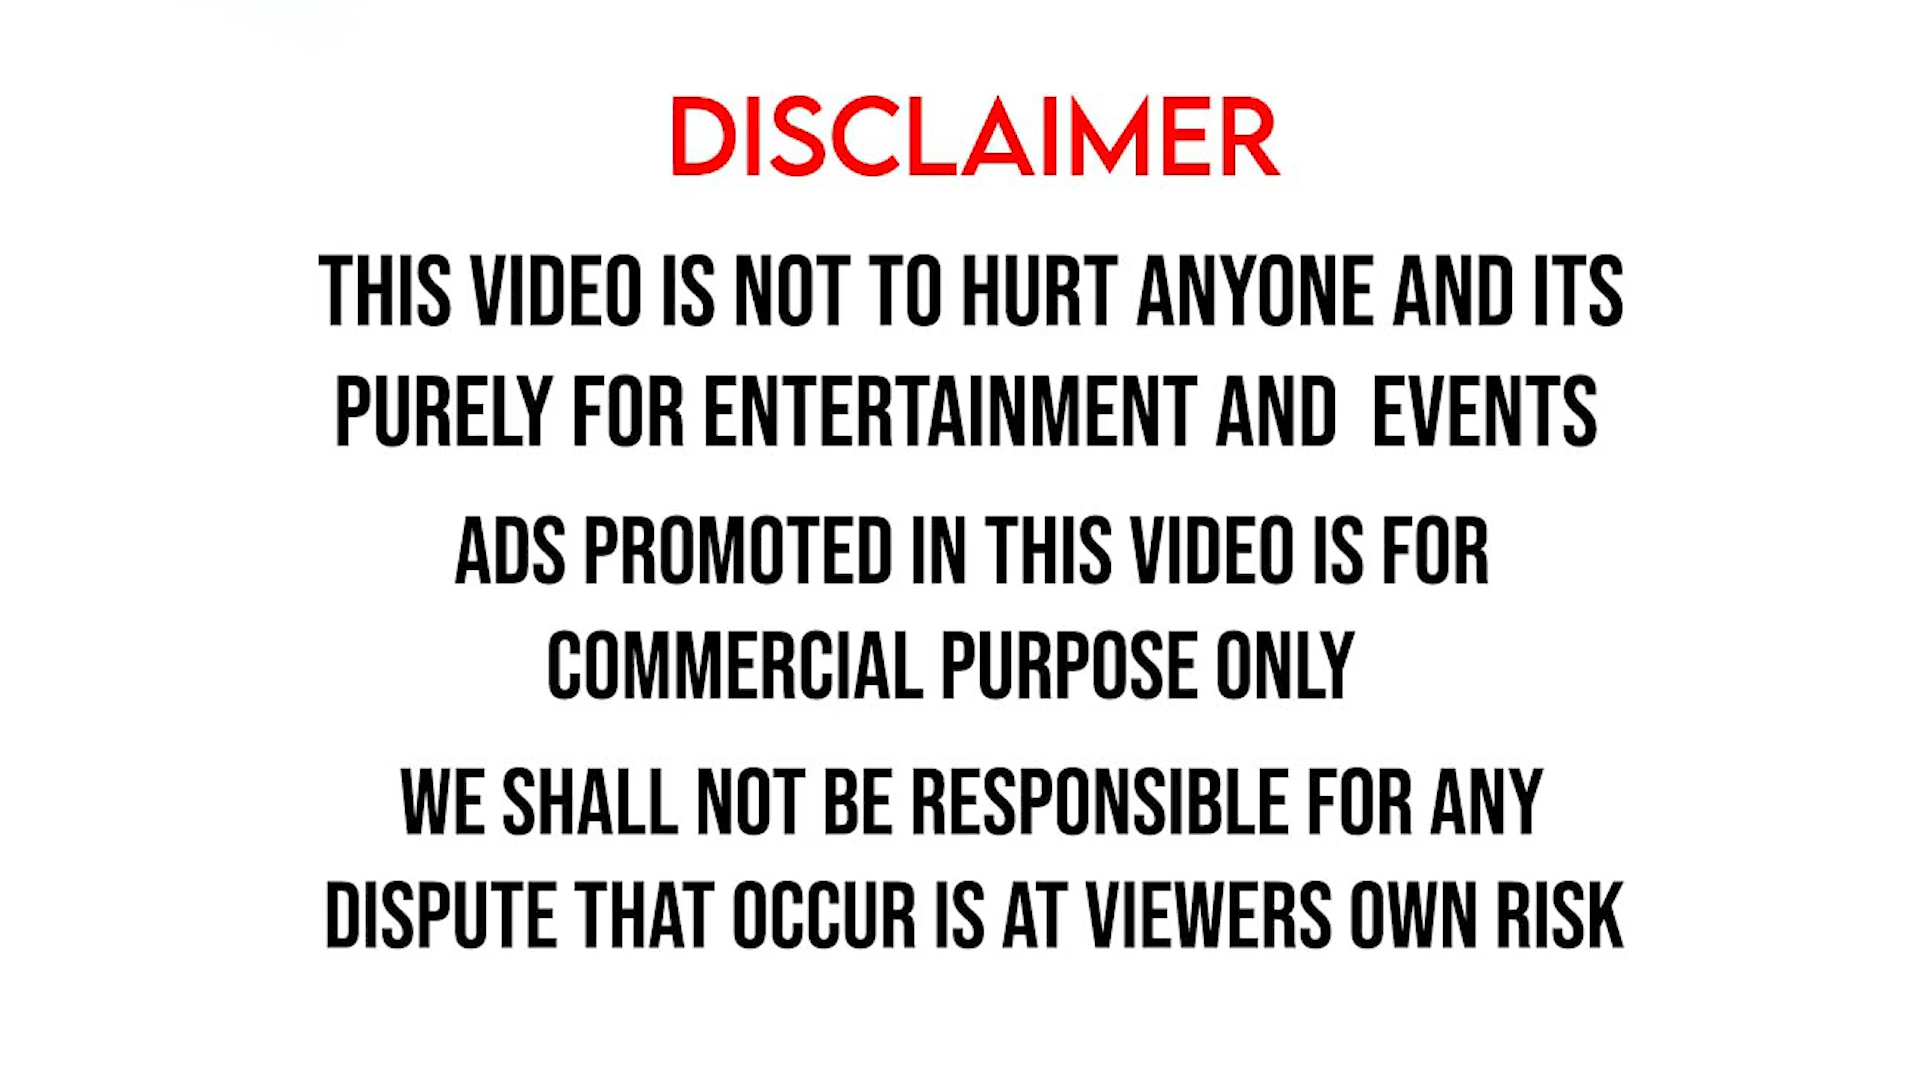 DISCLAIMER
THIS VIDEO IS NOT TO HURT ANYONE AND ITS
PURELY FOR ENTERTAINMENT AND EVENTS
ADS PROMOTED IN THIS VIDEO IS FOR
COMMERCIAL PURPOSE ONLY
WE SHALL NOT BE RESPONSIBLE FOR ANY
DISPUTE THAT OCCUR IS AT VIEWERS OWN RISK